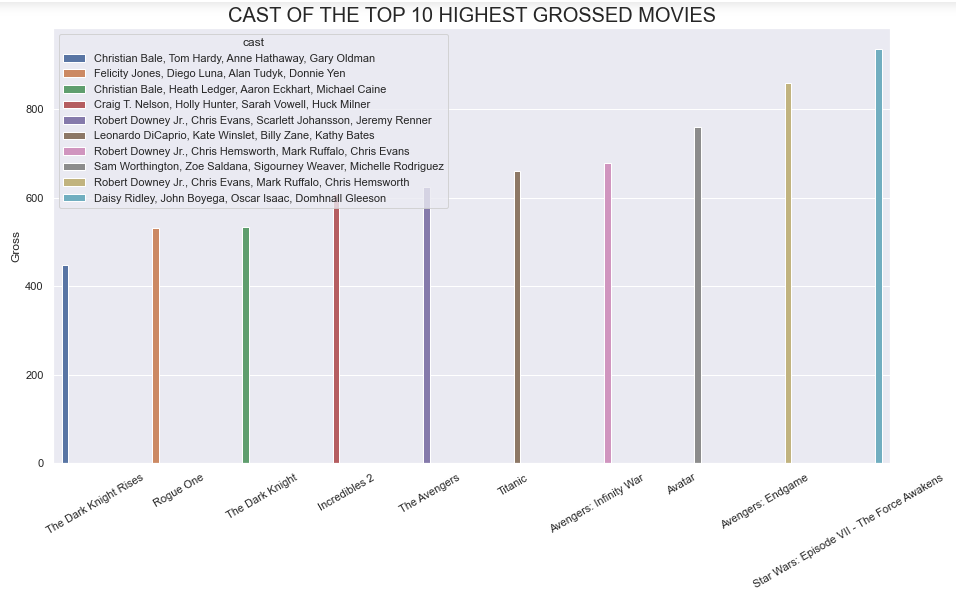 CAST OF THE TOP 10 HIGHEST GROSSED MOVIES
cast
Christian Bale, Tom Hardy, Anne Hathaway, Gary Oldman
Felicity Jones, Diego Luna, Alan Tudyk, Donnie Yen
Christian Bale, Heath Ledger, Aaron Eckhart, Michael Caine
Craig T. Nelson, Holly Hunter, Sarah Vowell, Huck Milner
Robert Downey Jr., Chris Evans, Scarlett Johansson, Jeremy Renner
Leonardo DiCaprio, Kate Winslet, Billy Zane, Kathy Bates
Robert Downey Jr., Chris Hemsworth, Mark Ruffalo, Chris Evans
Sam Worthington, Zoe Saldana, Sigourney Weaver, Michelle Rodriguez
Robert Downey Jr., Chris Evans, Mark Ruffalo, Chris Hemsworth
Daisy Ridley, John Boyega, Oscar Isaac, Domhnall Gleeson
Gross
800
600
400
200
0
The Dark Knight Rises
Rogue One
The Dark Knight
Incredibles 2
The Avengers
Titanic
Avengers: Infinity War
Avatar
Avengers: Endgame
Star Wars: Episode VII - The Force Awakens